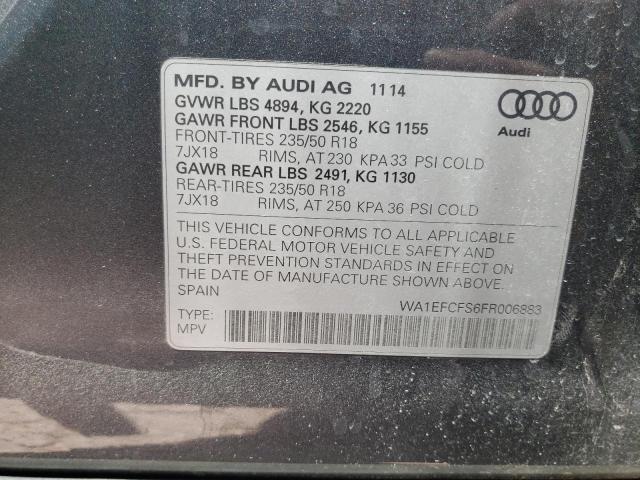 MFD. BY AUDI AG 11 14
GVWR LBS 4894, KG 2220
GAWR FRONT LBS 2546, KG 1155
FRONT-TIRES 235/50 R18
7JX18 RIMS, AT 230 KPA 33 PSI COLD
GAWR REAR LBS 2491, KG 1130
REAR-TIRES 235/50 R18
7JX18 RIMS, AT 250 KPA 36 PSI COLD
Audi
THIS VEHICLE CONFORMS TO ALL APPLICABLE
U.S. FEDERAL MOTOR VEHICLE SAFETY AND
THEFT PREVENTION STANDARDS IN EFFECT ON
THE DATE OF MANUFACTURE SHOWN ABOVE.
SPAIN
WA1EFCFS6FR006883
TYPE:
MPV